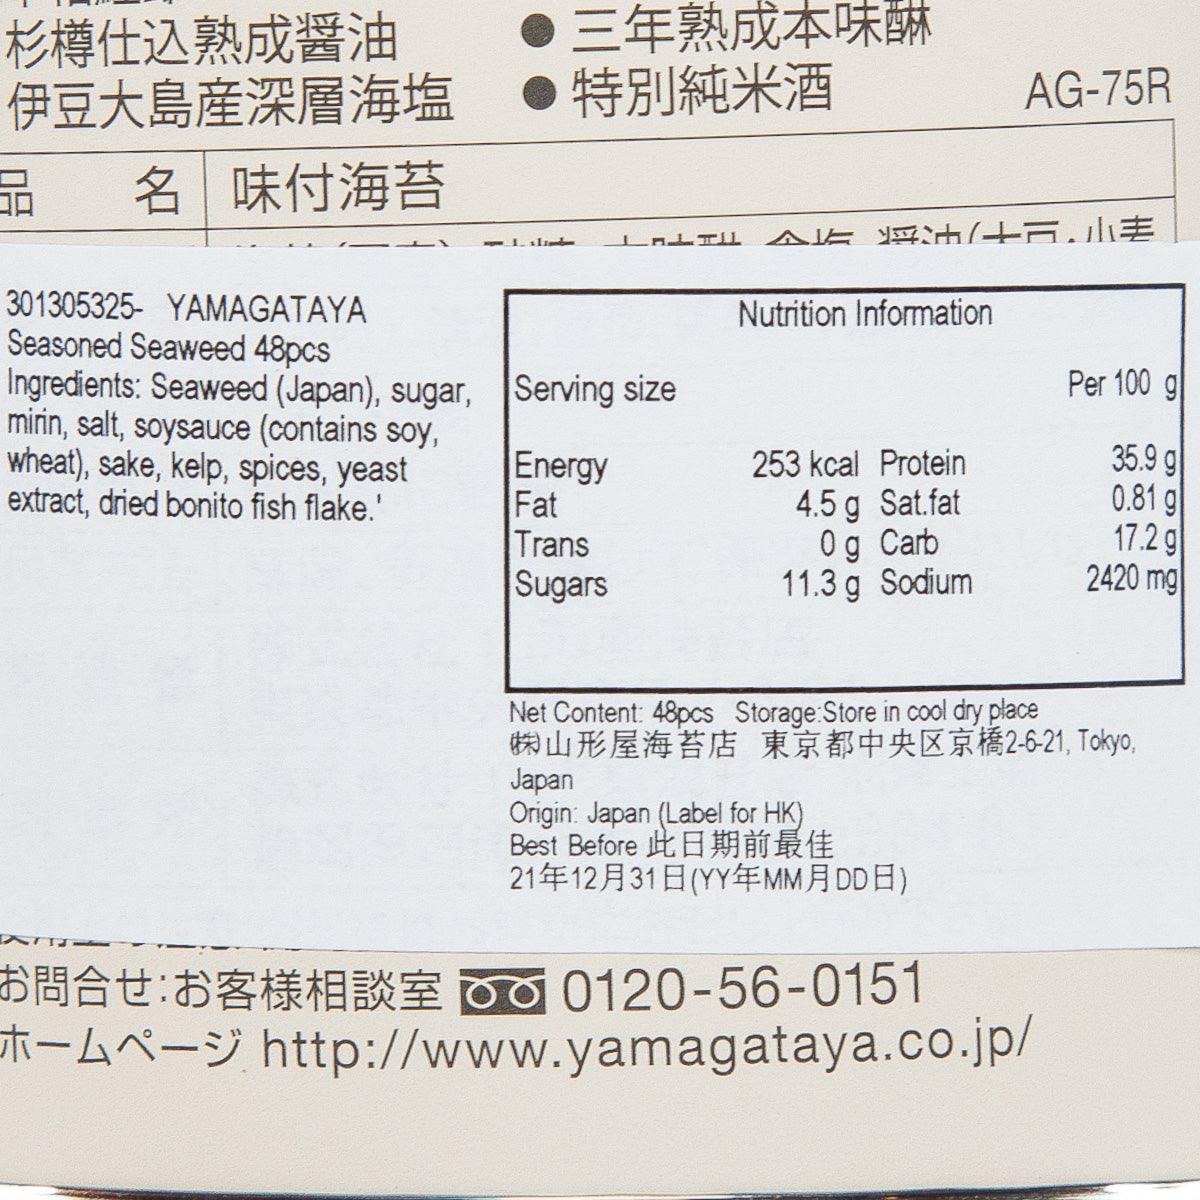 杉樽仕込熟成醤油 ● 三年熟成本味醂
伊豆大島産深層海塩 ● 特別純米酒 AG-75R
品 名 味付海苔
301305325- YAMAGATAYA
Seasoned Seaweed 48pcs
Ingredients: Seaweed (Japan), sugar,
mirin, salt, soysauce (contains soy,
wheat), sake, kelp, spices, yeast
extract, dried bonito fish flake.'
Nutrition Information
Serving size Per 100 g
Energy 253 kcal Protein 35.9 g
Fat 4.5 g Sat.fat 0.81 g
Trans 0 g Carb 17.2 g
Sugars 11.3 g Sodium 2420 mg
Net Content: 48pcs Storage:Store in cool dry place
㈱山形屋海苔店 東京都中央区京橋2-6-21, Tokyo,
Japan
Origin: Japan (Label for HK)
Best Before 此日期前最佳
21年12月31日(YY年MM月DD日)
お問合せ:お客様相談室 0120-56-0151
ホームページ http://www.yamagataya.co.jp/